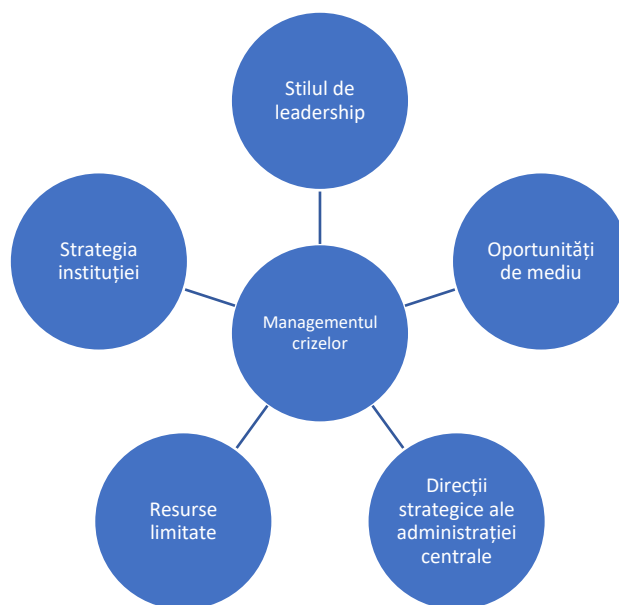 Stilul de
leadership
Strategia
instituției
Oportunități
de mediu
Managementul
crizelor
Resurse
limitate
Direcții
strategice ale
administrației
centrale